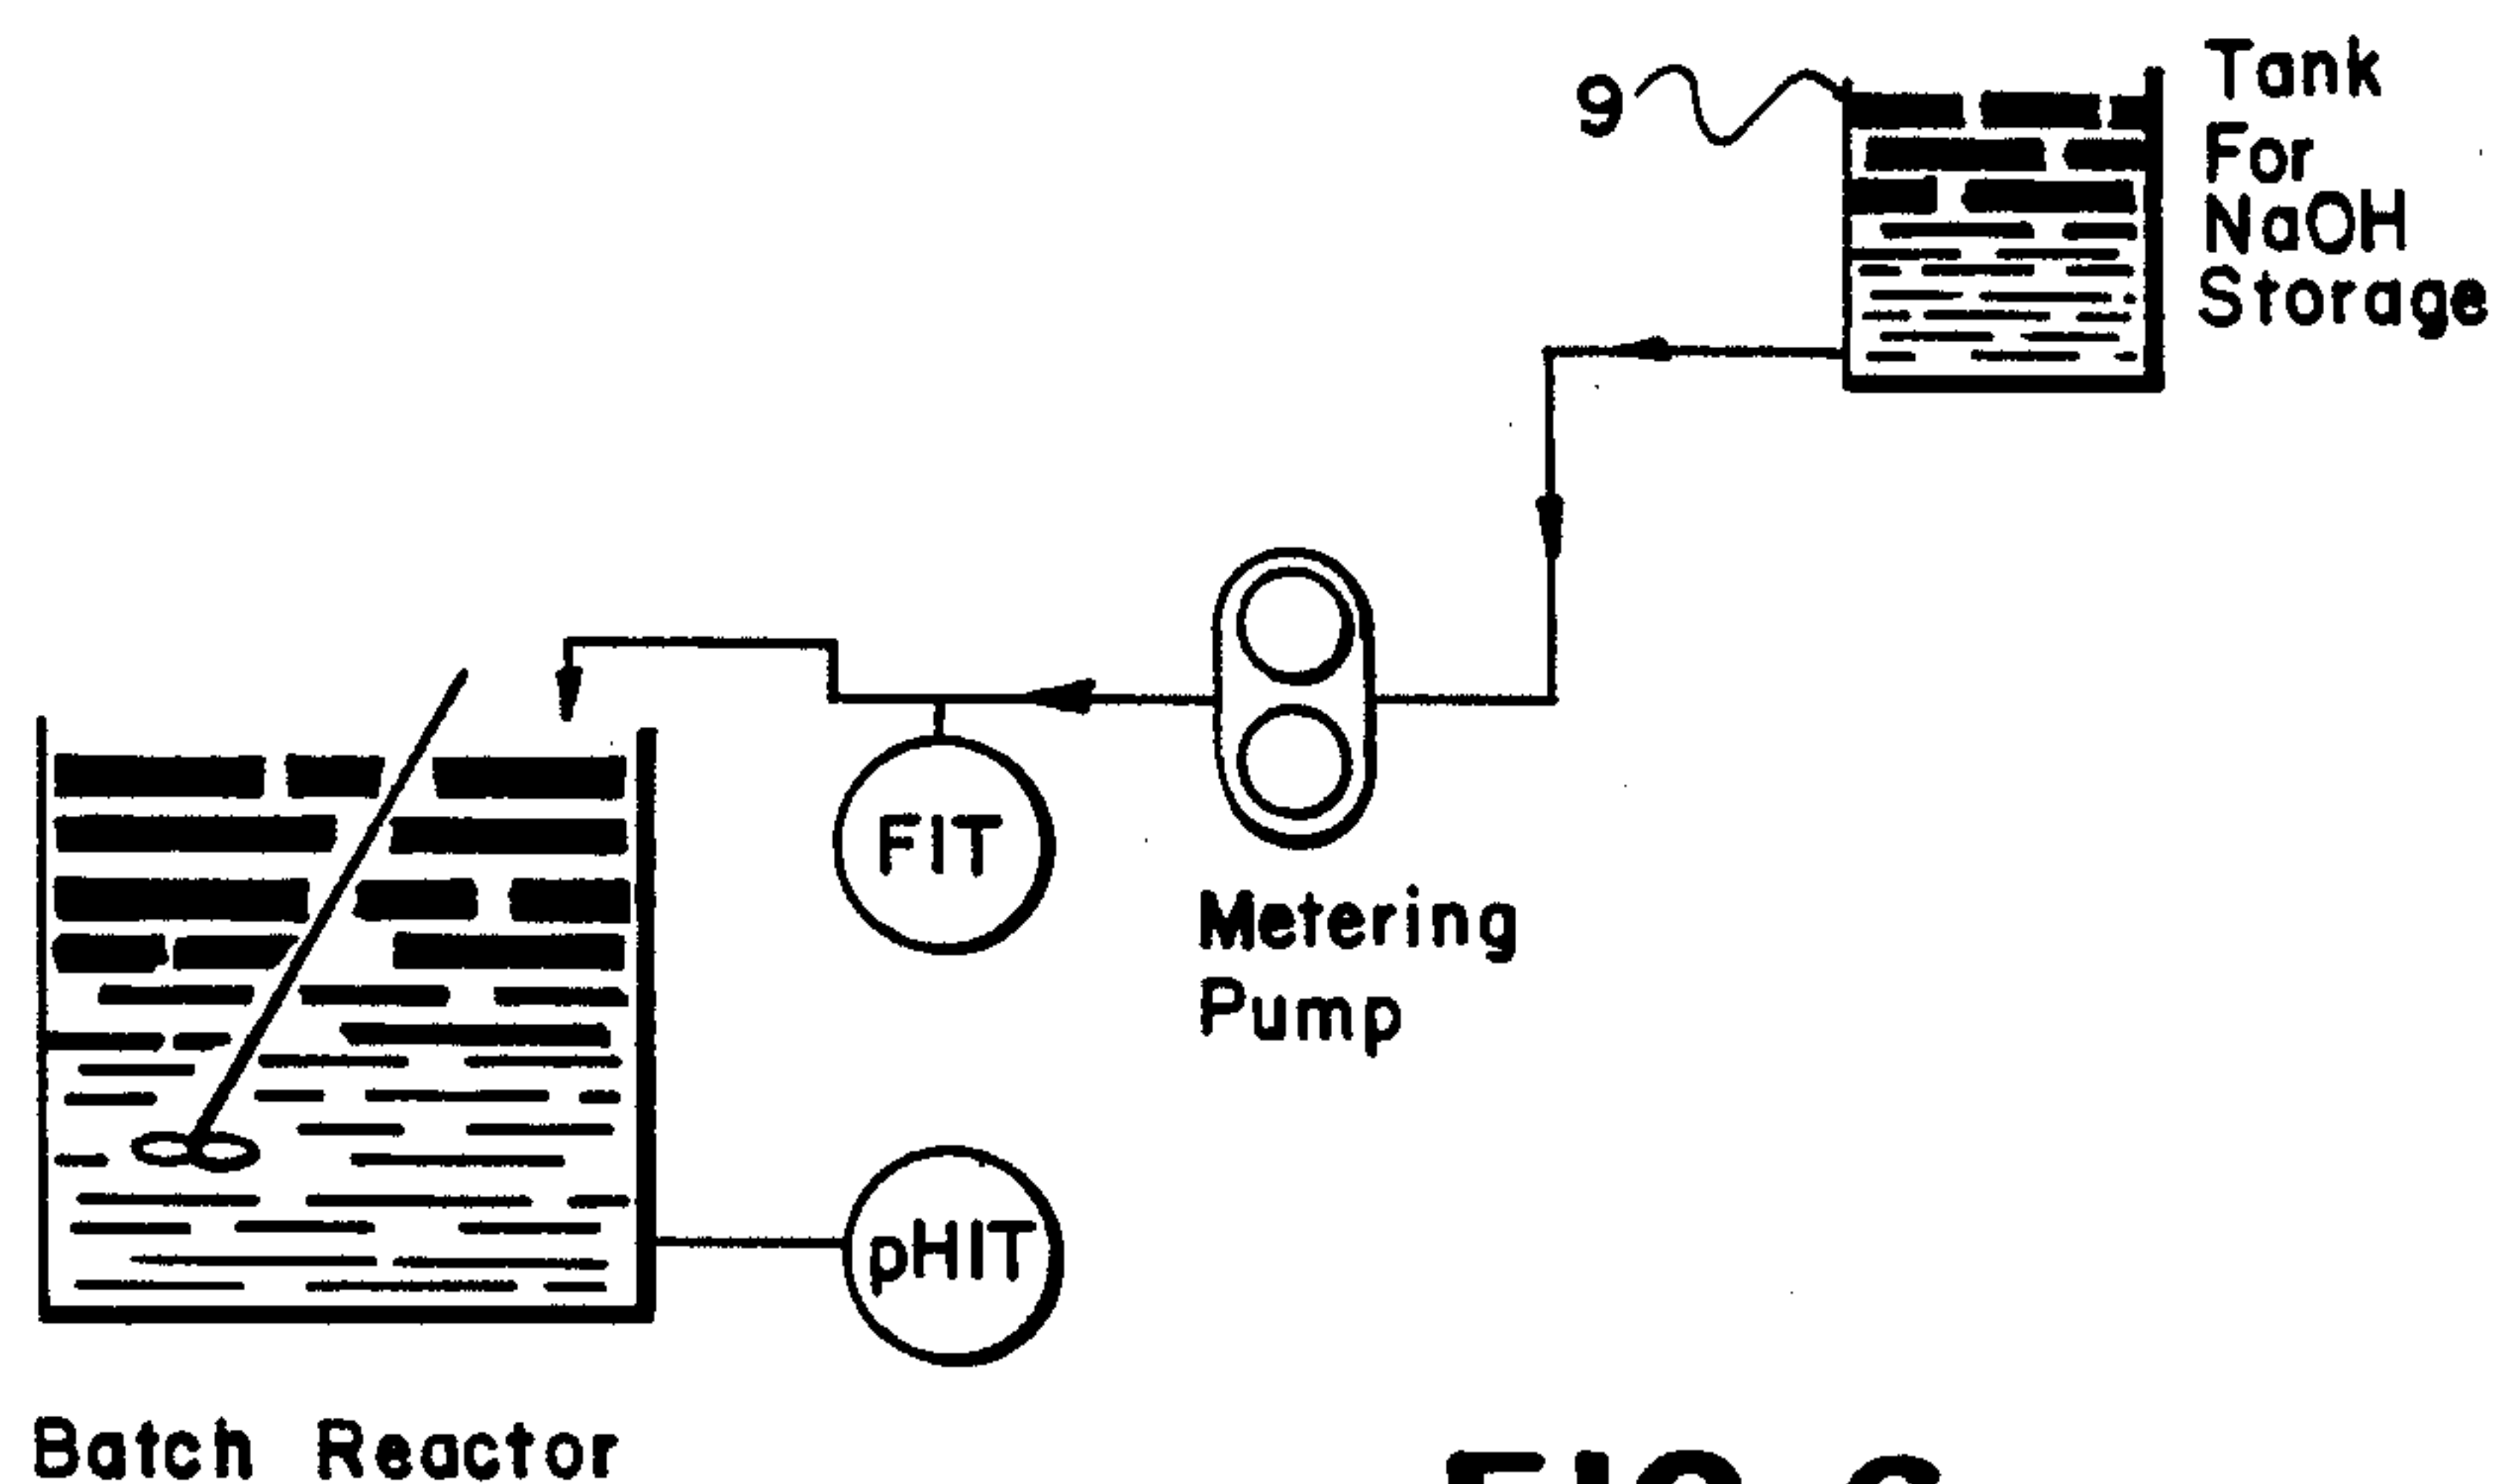 9
Tank
For
NaOH
Storage
FIT
Metering
Pump
pHIT
Batch Reactor